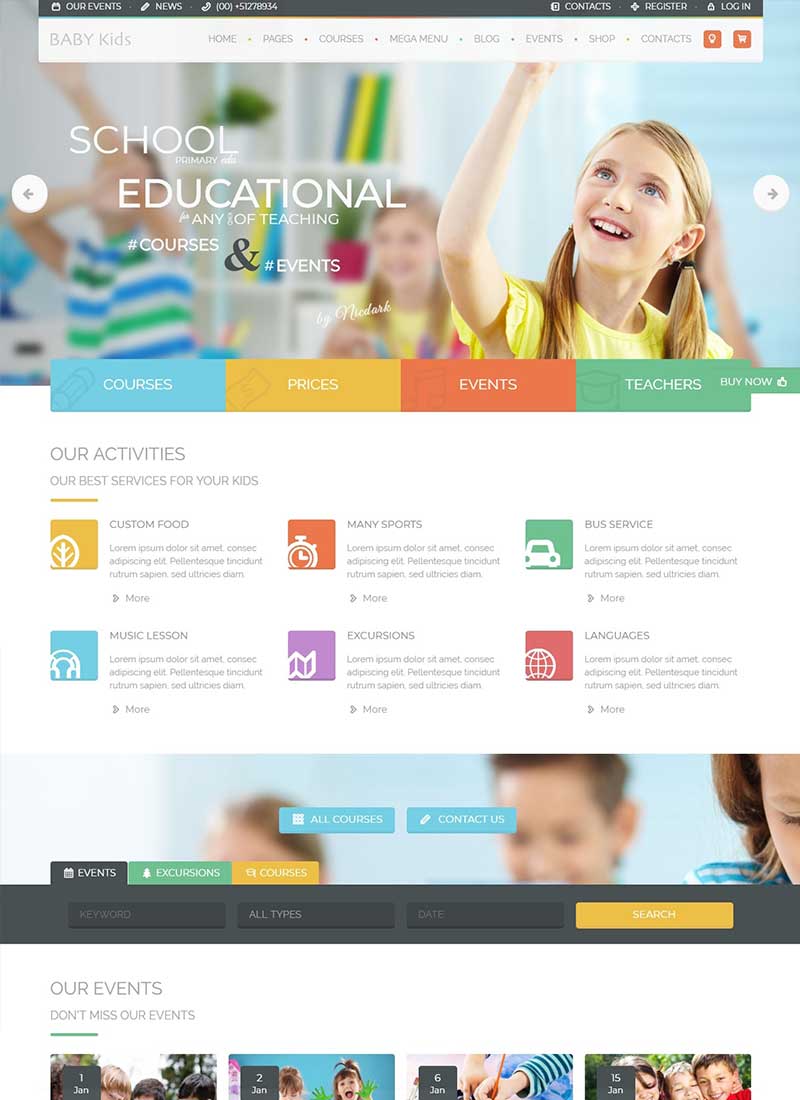 OUR EVENTS · NEWS · (00) +51278934 CONTACTS · REGISTER · LOG IN
BABY Kids HOME PAGES COURSES MEGA MENU BLOG EVENTS SHOP CONTACTS
SCHOOL
PRIMARY edu
EDUCATIONAL
for ANY OF TEACHING
#COURSES
& #EVENTS
by Nicdark
COURSES PRICES EVENTS TEACHERS BUY NOW
OUR ACTIVITIES
OUR BEST SERVICES FOR YOUR KIDS
CUSTOM FOOD
Lorem ipsum dolor sit amet, consec
adipiscing elit. Pellentesque tincidunt
rutrum sapien, sed ultricies diam.
More
MANY SPORTS
Lorem ipsum dolor sit amet, consec
adipiscing elit. Pellentesque tincidunt
rutrum sapien, sed ultricies diam.
More
BUS SERVICE
Lorem ipsum dolor sit amet, consec
adipiscing elit. Pellentesque tincidunt
rutrum sapien, sed ultricies diam.
More
MUSIC LESSON
Lorem ipsum dolor sit amet, consec
adipiscing elit. Pellentesque tincidunt
rutrum sapien, sed ultricies diam.
More
EXCURSIONS
Lorem ipsum dolor sit amet, consec
adipiscing elit. Pellentesque tincidunt
rutrum sapien, sed ultricies diam.
More
LANGUAGES
Lorem ipsum dolor sit amet, consec
adipiscing elit. Pellentesque tincidunt
rutrum sapien, sed ultricies diam.
More
ALL COURSES CONTACT US
EVENTS EXCURSIONS COURSES
KEYWORD ALL TYPES DATE SEARCH
OUR EVENTS
DON'T MISS OUR EVENTS
1
Jan
2
Jan
6
Jan
15
Jan